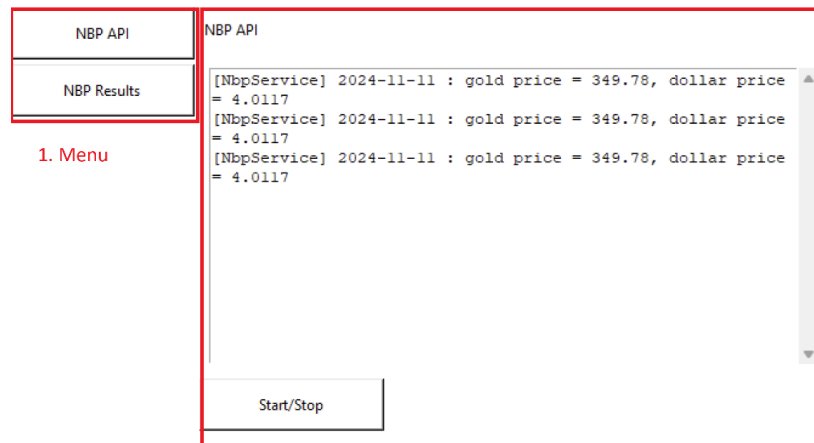 NBP API
NBP Results
1. Menu
NBP API
[NbpService] 2024-11-11 : gold price = 349.78, dollar price
= 4.0117
[NbpService] 2024-11-11 : gold price = 349.78, dollar price
= 4.0117
[NbpService] 2024-11-11 : gold price = 349.78, dollar price
= 4.0117
Start/Stop